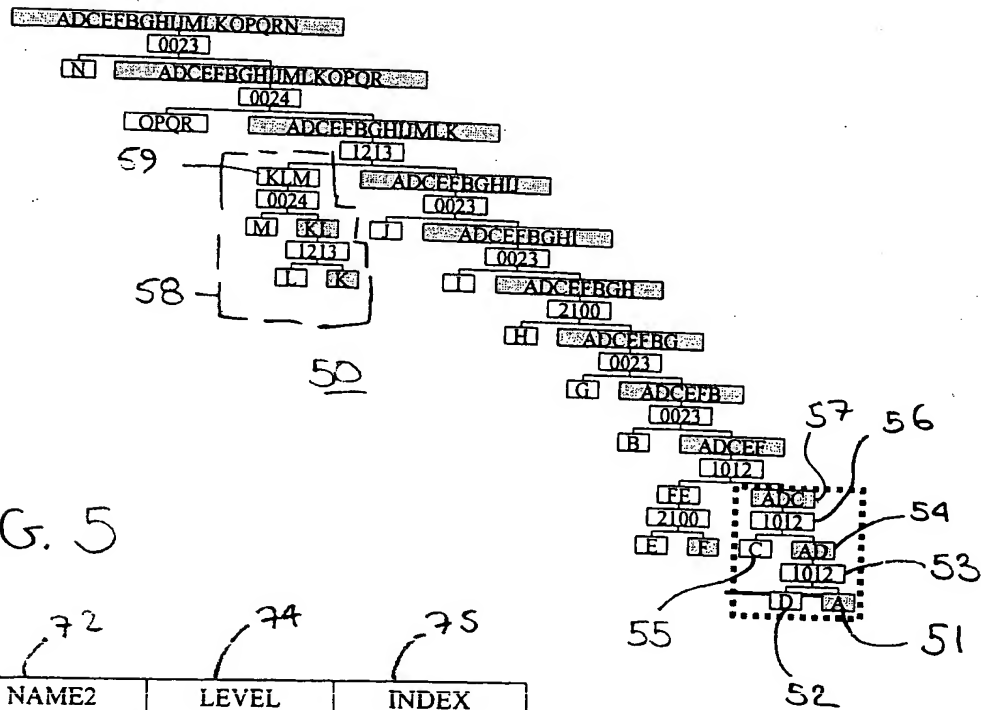 ADCEFBGHIJMLKOPQRN
0023
N ADCEFBGHIJMLKOPQR
0024
OPQR ADCEFBGHIJMLK
1213
59 KLM ADCEFBGHIJ
0024 0023
M KL J ADCEFBGHI
1213 0023
L K I ADCEFBGH
58 2100
H ADCEFBG
50 0023
G ADCEFB
0023 57 56
B ADCEF
1012
FE ADC
G. 5 2100 1012 54
E F C AD
1012 53
D A
55 51
52
72 74 75
NAME2 LEVEL INDEX